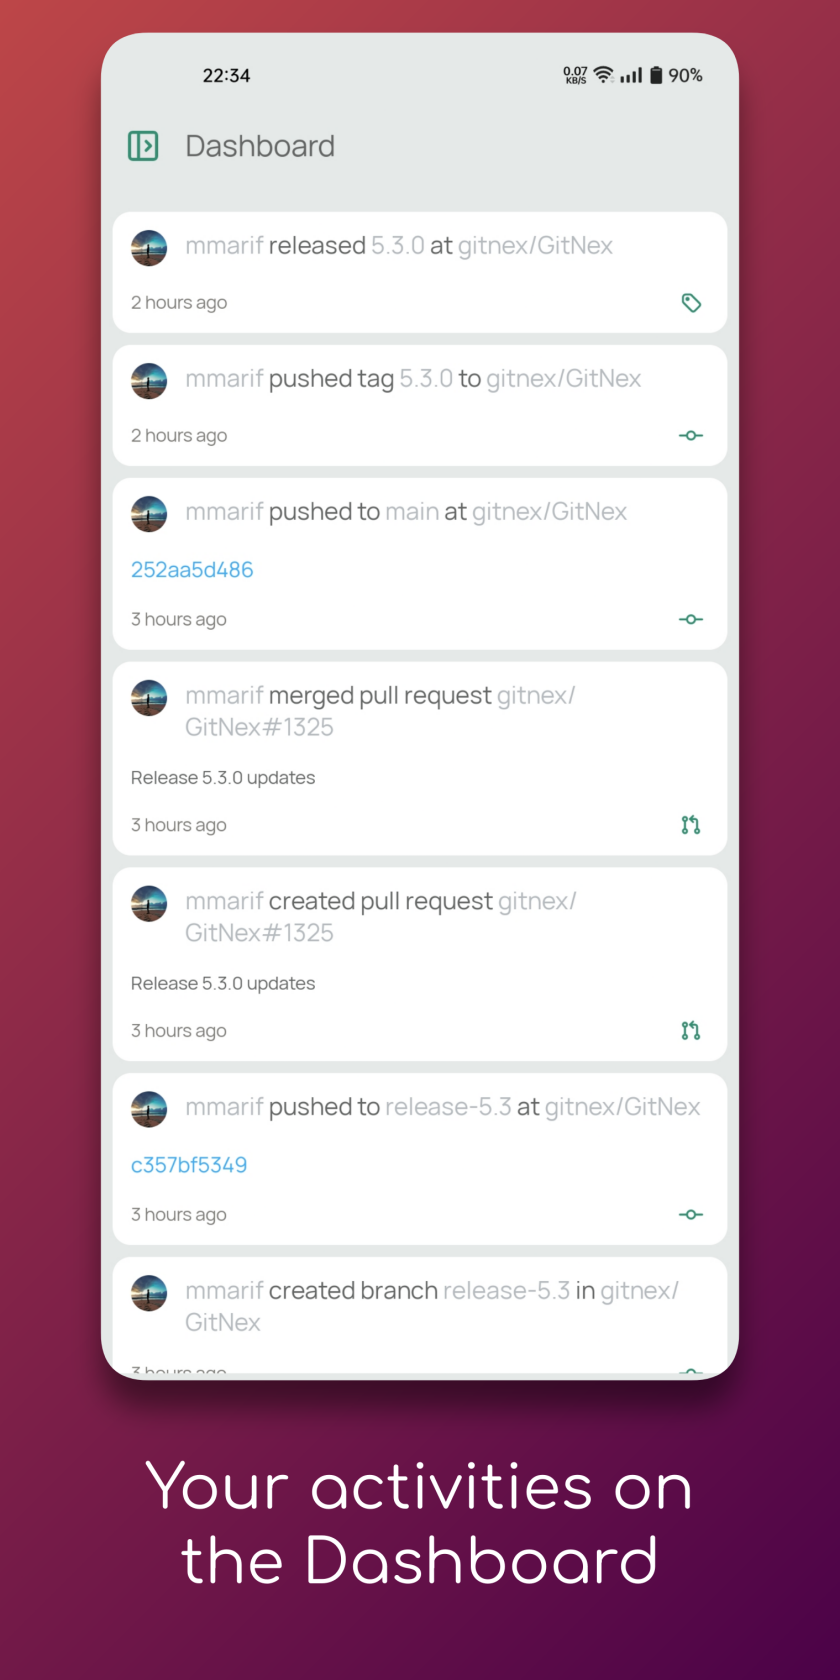 22:34
0.07
KB/S
90%
Dashboard
mmarif released 5.3.0 at gitnex/GitNex
2 hours ago
mmarif pushed tag 5.3.0 to gitnex/GitNex
2 hours ago
mmarif pushed to main at gitnex/GitNex
252aa5d486
3 hours ago
mmarif merged pull request gitnex/
GitNex#1325
Release 5.3.0 updates
3 hours ago
mmarif created pull request gitnex/
GitNex#1325
Release 5.3.0 updates
3 hours ago
mmarif pushed to release-5.3 at gitnex/GitNex
c357bf5349
3 hours ago
mmarif created branch release-5.3 in gitnex/
GitNex
3 hours ago
Your activities on
the Dashboard